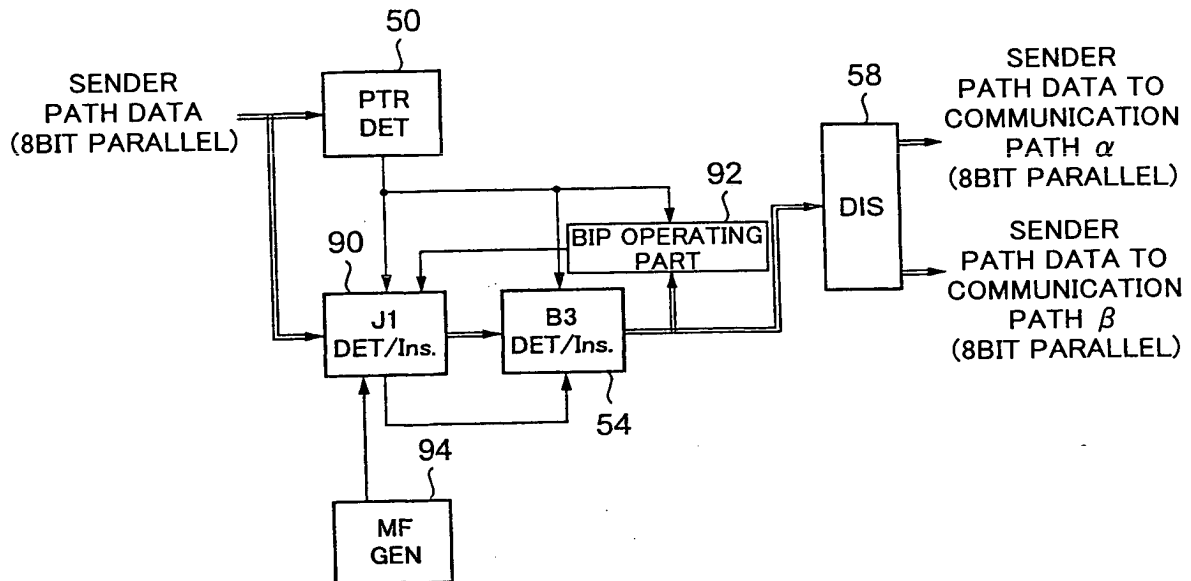 50
SENDER
PATH DATA
(8BIT PARALLEL)
PTR
DET
58
SENDER
PATH DATA TO
COMMUNICATION
PATH α
(8BIT PARALLEL)
DIS
92
BIP OPERATING
PART
90
J1
DET/Ins.
B3
DET/Ins.
54
SENDER
PATH DATA TO
COMMUNICATION
PATH β
(8BIT PARALLEL)
94
MF
GEN